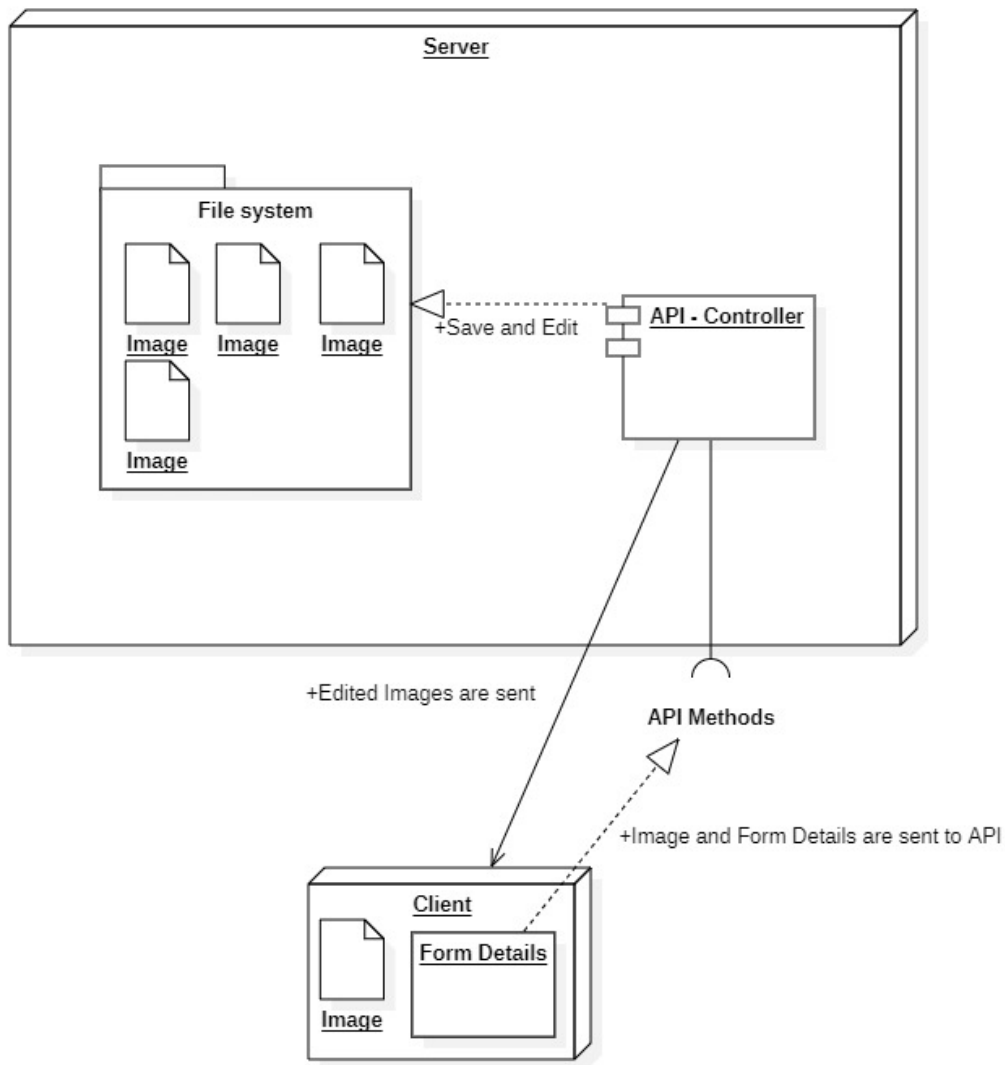 Server
File system
Image
Image
Image
Image
+Save and Edit
API - Controller
+Edited Images are sent
API Methods
+Image and Form Details are sent to API
Client
Form Details
Image